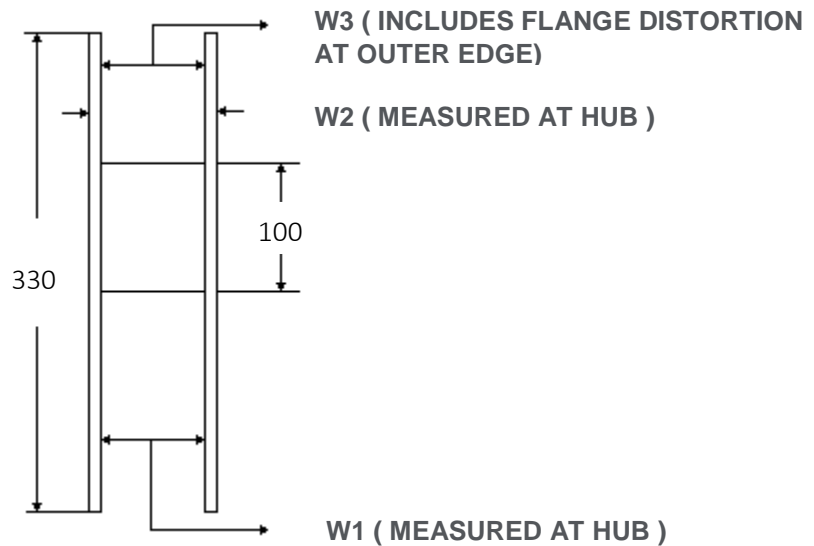 W3 ( INCLUDES FLANGE DISTORTION
AT OUTER EDGE)
W2 ( MEASURED AT HUB )
100
330
W1 ( MEASURED AT HUB )